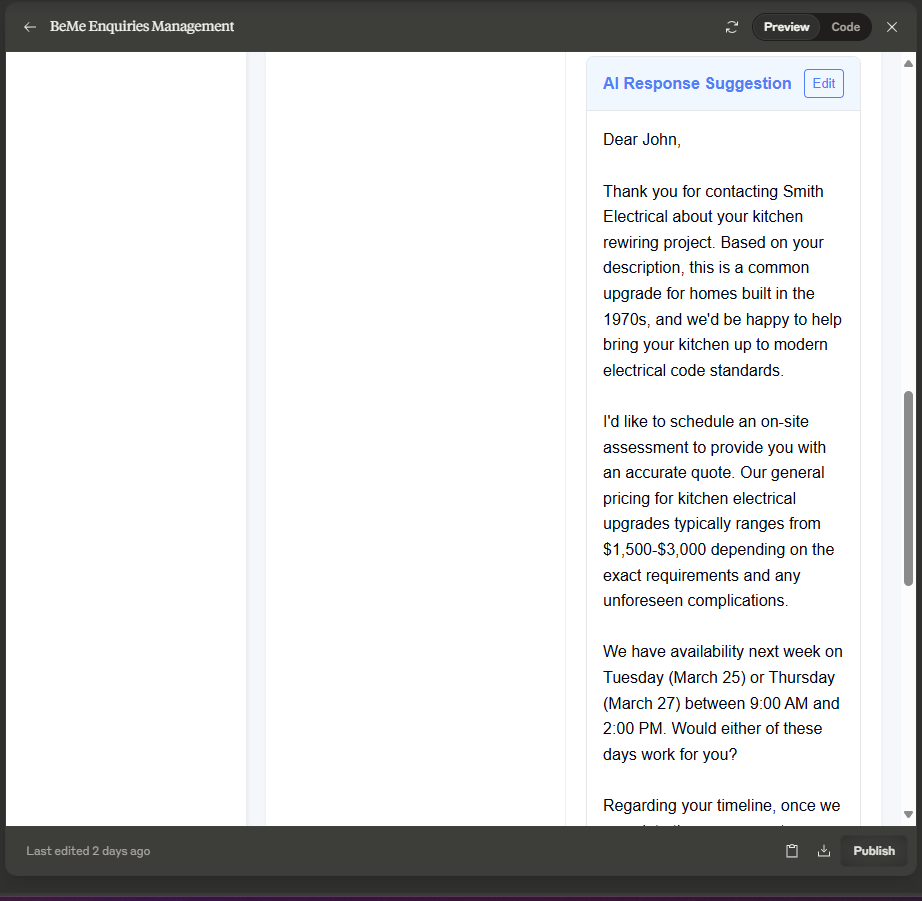 BeMe Enquiries Management
Preview
Code
AI Response Suggestion
Edit
Dear John,
Thank you for contacting Smith
Electrical about your kitchen
rewiring project. Based on your
description, this is a common
upgrade for homes built in the
1970s, and we'd be happy to help
bring your kitchen up to modern
electrical code standards.
I'd like to schedule an on-site
assessment to provide you with
an accurate quote. Our general
pricing for kitchen electrical
upgrades typically ranges from
$1,500-$3,000 depending on the
exact requirements and any
unforeseen complications.
We have availability next week on
Tuesday (March 25) or Thursday
(March 27) between 9:00 AM and
2:00 PM. Would either of these
days work for you?
Regarding your timeline, once we
Last edited 2 days ago
Publish